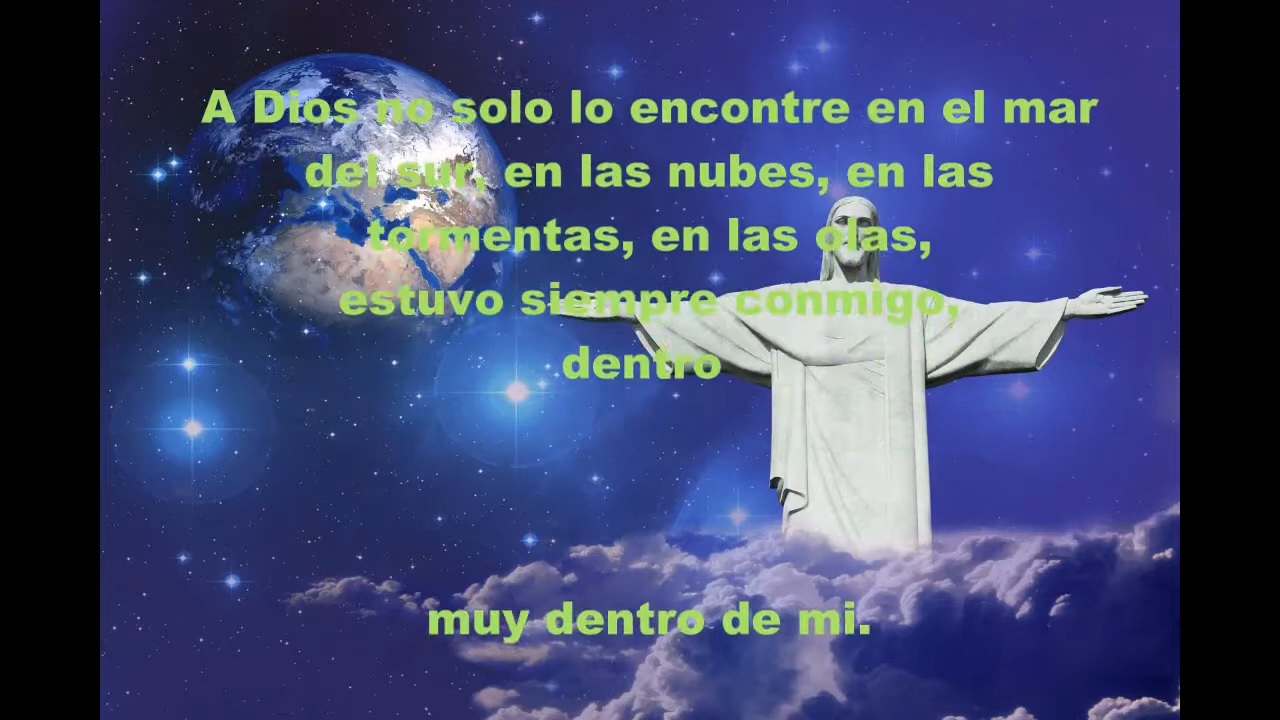 A Dios no solo lo encontre en el mar
del sur, en las nubes, en las
tormentas, en las olas,
estuvo siempre conmigo,
dentro
muy dentro de mi.